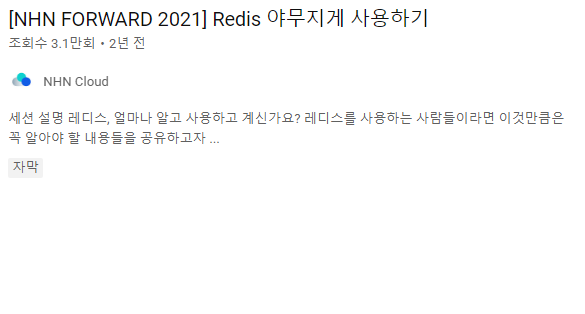 [NHN FORWARD 2021] Redis 야무지게 사용하기
조회수 3.1만회 • 2년 전
NHN Cloud
세션 설명 레디스, 얼마나 알고 사용하고 계신가요? 레디스를 사용하는 사람들이라면 이것만큼은
꼭 알아야 할 내용들을 공유하고자 ...
자막